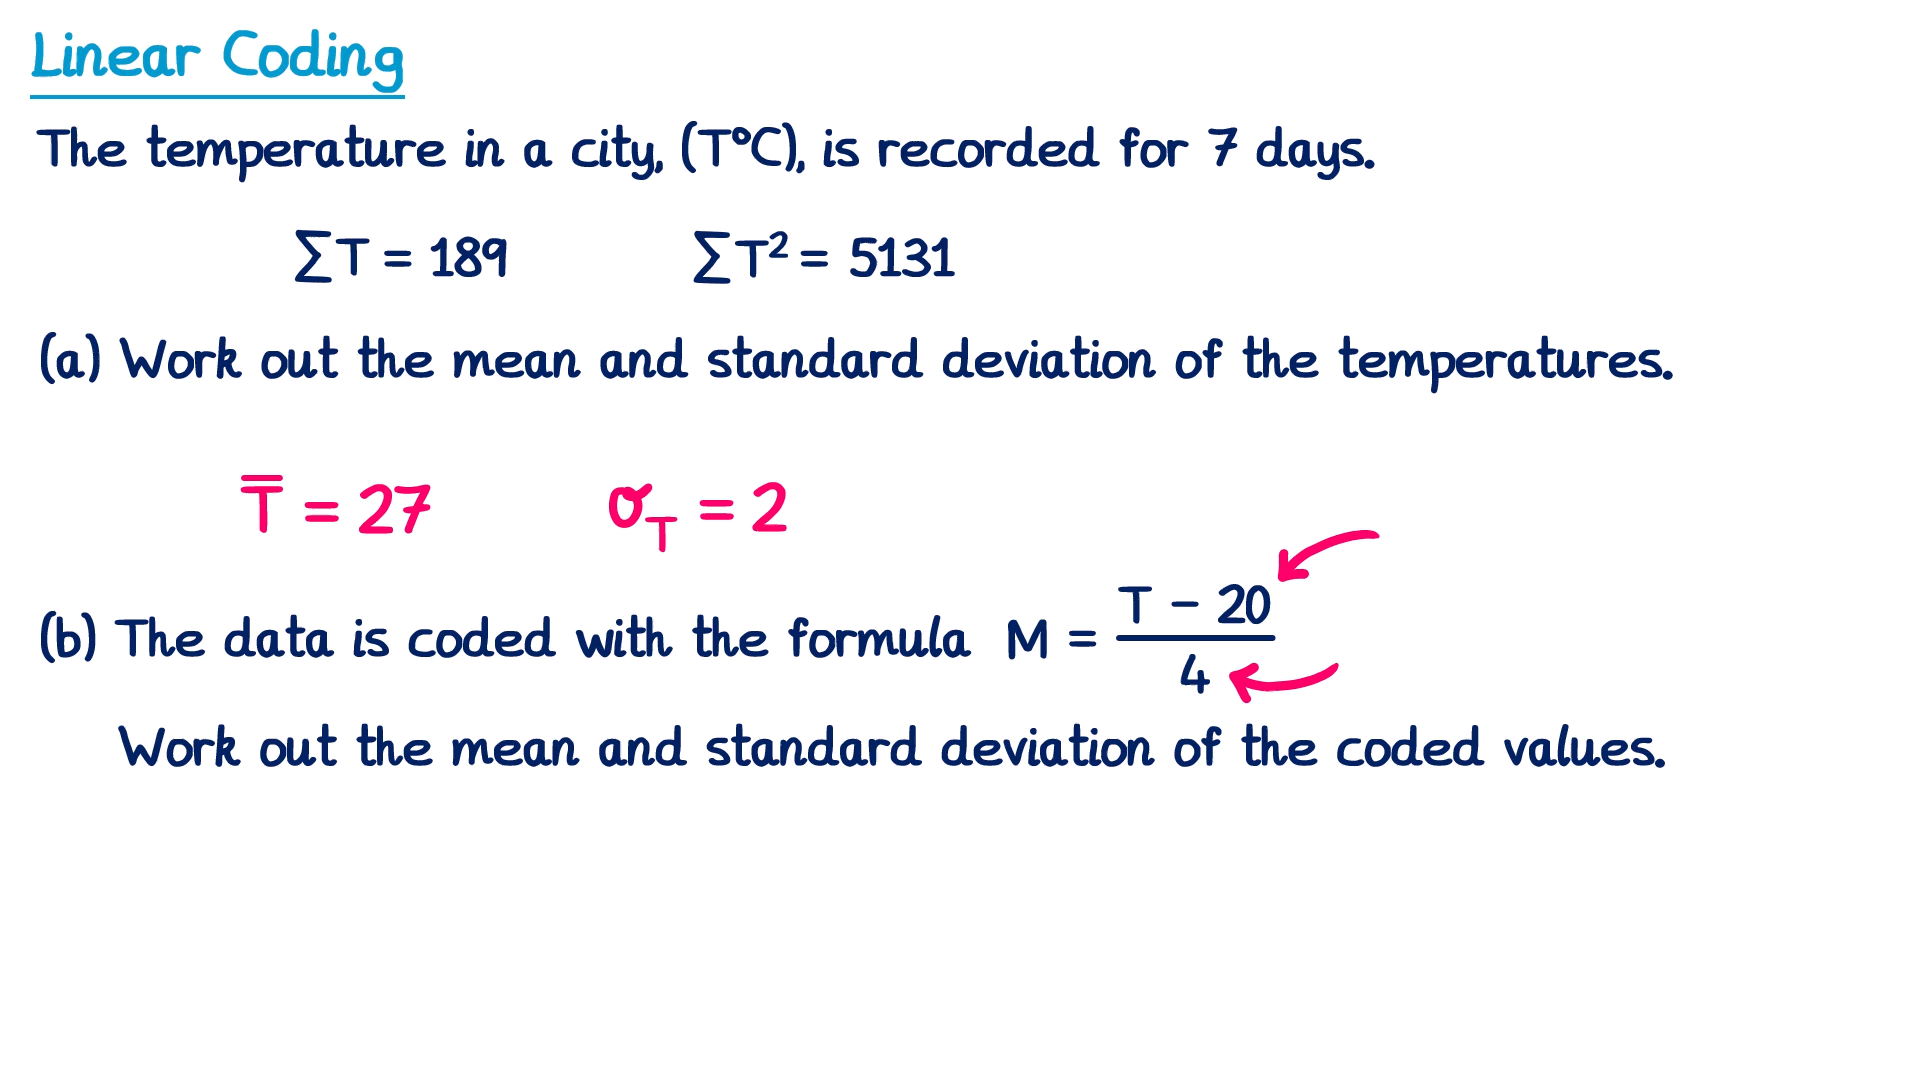 Linear Coding
The temperature in a city, (T°C), is recorded for 7 days.
∑T = 189 ∑T² = 5131
(a) Work out the mean and standard deviation of the temperatures.
T̅ = 27 σ_T = 2
(b) The data is coded with the formula M = (T − 20)/4
Work out the mean and standard deviation of the coded values.